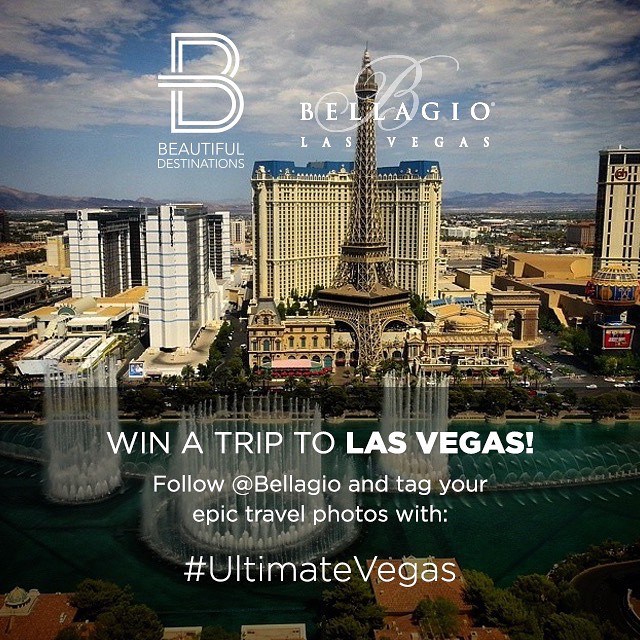 BEAUTIFUL
DESTINATIONS
B
BELLAGIO®
LAS VEGAS
WIN A TRIP TO LAS VEGAS!
Follow @Bellagio and tag your
epic travel photos with:
#UltimateVegas